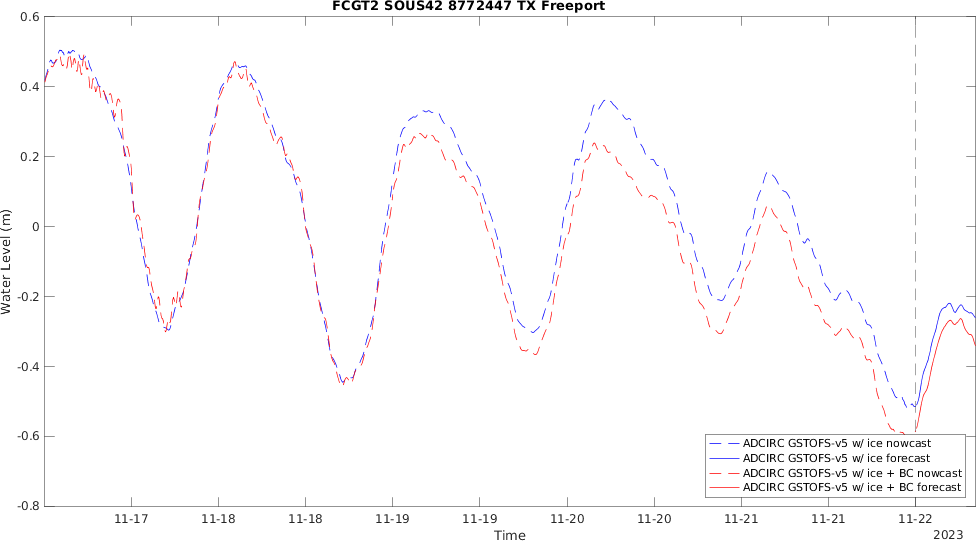 FCGT2 SOUS42 8772447 TX Freeport
0.6
0.4
0.2
0
-0.2
-0.4
-0.6
-0.8
Water Level (m)
ADCIRC GSTOFS-v5 w/ ice nowcast
ADCIRC GSTOFS-v5 w/ ice forecast
ADCIRC GSTOFS-v5 w/ ice + BC nowcast
ADCIRC GSTOFS-v5 w/ ice + BC forecast
11-17 11-18 11-18 11-19 11-19 11-20 11-20 11-21 11-21 11-22
Time
2023